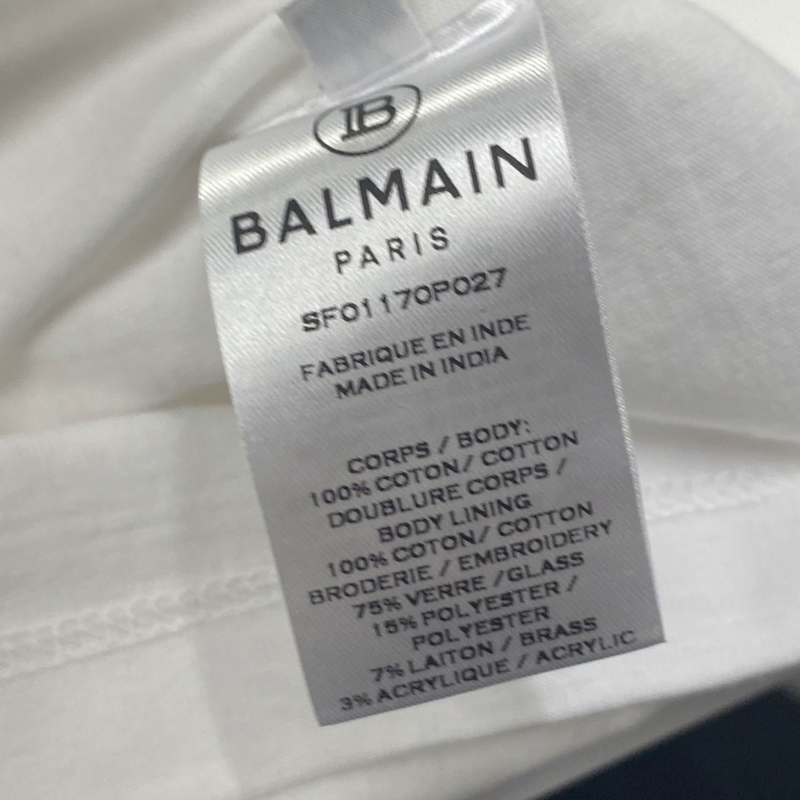 B
BALMAIN
PARIS
SF01170P027
FABRIQUE EN INDE
MADE IN INDIA
CORPS / BODY:
100% COTON/ COTTON
DOUBLURE CORPS /
BODY LINING
100% COTON/ COTTON
BRODERIE / EMBROIDERY
75% VERRE /GLASS
15% POLYESTER /
POLYESTER
7% LAITON / BRASS
3% ACRYLIQUE / ACRYLIC